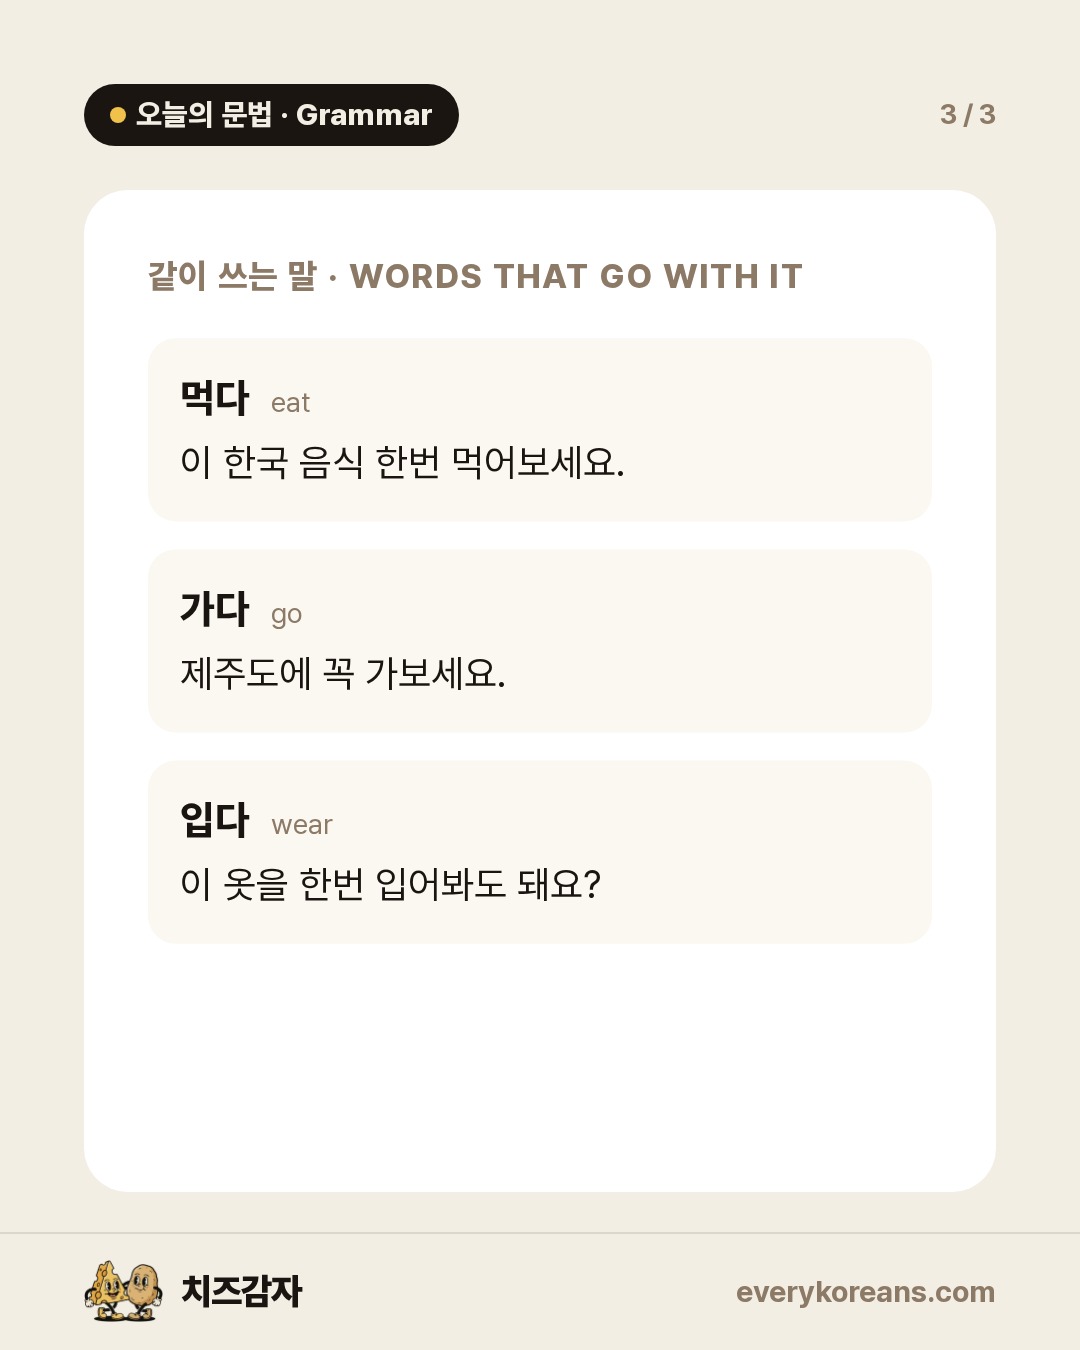 오늘의 문법 · Grammar
3 / 3
같이 쓰는 말 · WORDS THAT GO WITH IT
먹다 eat
이 한국 음식 한번 먹어보세요.
가다 go
제주도에 꼭 가보세요.
입다 wear
이 옷을 한번 입어봐도 돼요?
치즈감자
everykoreans.com